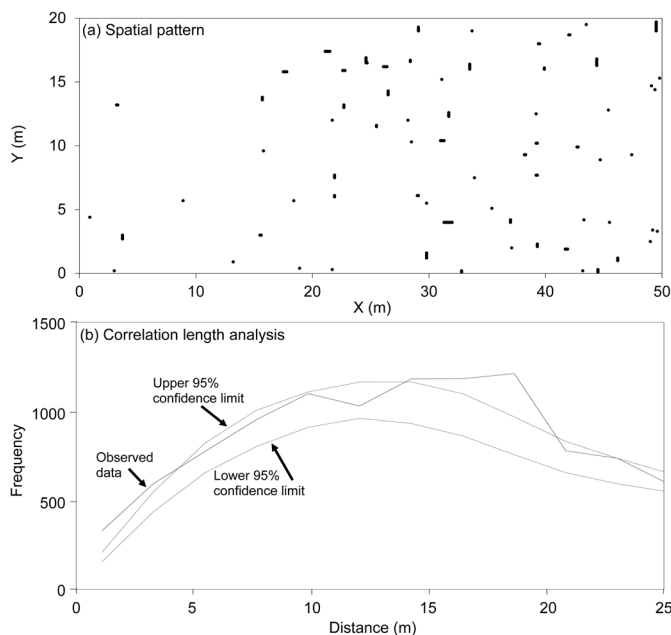 (a) Spatial pattern
20
15
10
5
0
Y (m)
0
10
20
30
40
50
X (m)
(b) Correlation length analysis
1500
1000
500
0
Frequency
Upper 95%
confidence limit
Observed
data
Lower 95%
confidence limit
0
5
10
15
20
25
Distance (m)